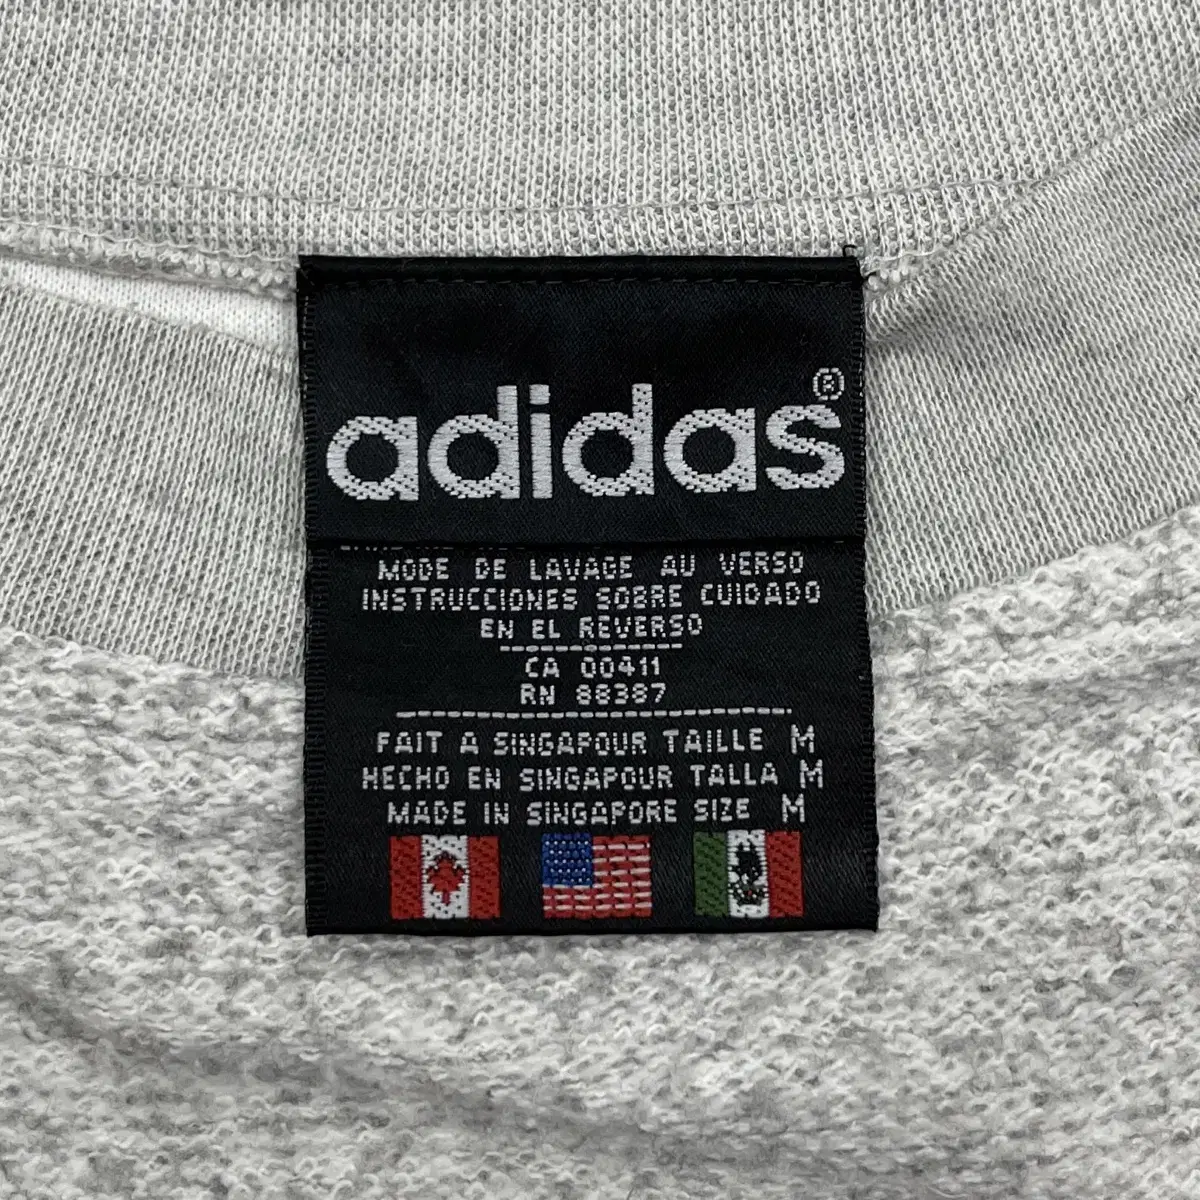 adidas®
MODE DE LAVAGE AU VERSO
INSTRUCCIONES SOBRE CUIDADO
EN EL REVERSO
CA 00411
RN 88387
FAIT A SINGAPOUR TAILLE M
HECHO EN SINGAPOUR TALLA M
MADE IN SINGAPORE SIZE M